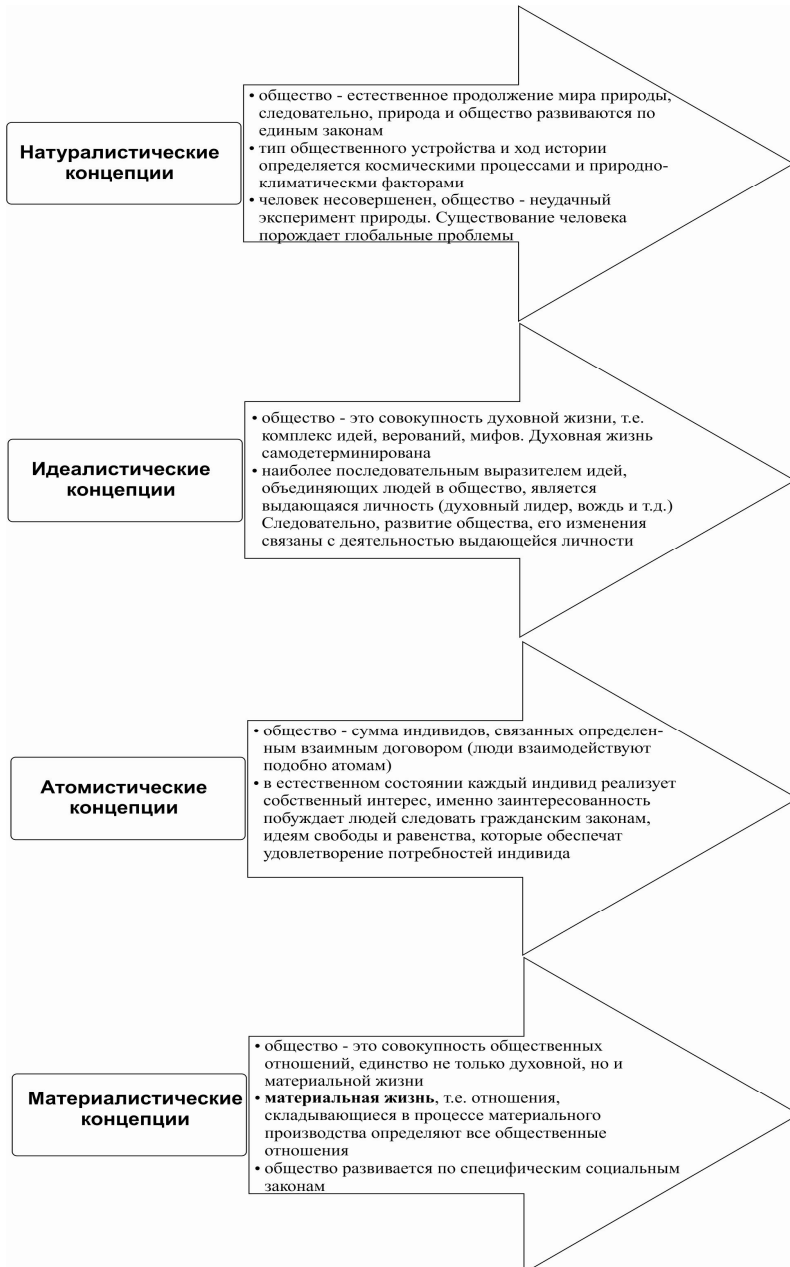 Натуралистические
концепции
• общество - естественное продолжение мира природы,
следовательно, природа и общество развиваются по
единым законам
• тип общественного устройства и ход истории
определяется космическими процессами и природно-
климатическми факторами
• человек несовершенен, общество - неудачный
эксперимент природы. Существование человека
порождает глобальные проблемы
Идеалистические
концепции
• общество - это совокупность духовной жизни, т.е.
комплекс идей, верований, мифов. Духовная жизнь
самодетерминирована
• наиболее последовательным выразителем идей,
объединяющих людей в общество, является
выдающаяся личность (духовный лидер, вождь и т.д.)
Следовательно, развитие общества, его изменения
связаны с деятельностью выдающейся личности
Атомистические
концепции
• общество - сумма индивидов, связанных определен-
ным взаимным договором (люди взаимодействуют
подобно атомам)
• в естественном состоянии каждый индивид реализует
собственный интерес, именно заинтересованность
побуждает людей следовать гражданским законам,
идеям свободы и равенства, которые обеспечат
удовлетворение потребностей индивида
Материалистические
концепции
• общество - это совокупность общественных
отношений, единство не только духовной, но и
материальной жизни
• материальная жизнь, т.е. отношения,
складывающиеся в процессе материального
производства определяют все общественные
отношения
• общество развивается по специфическим социальным
законам